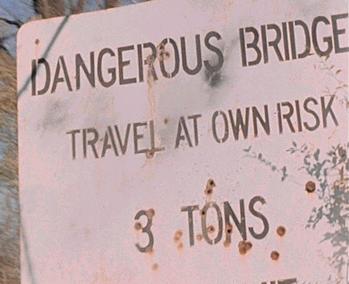 DANGEROUS BRIDGE
TRAVEL AT OWN RISK
3 TONS